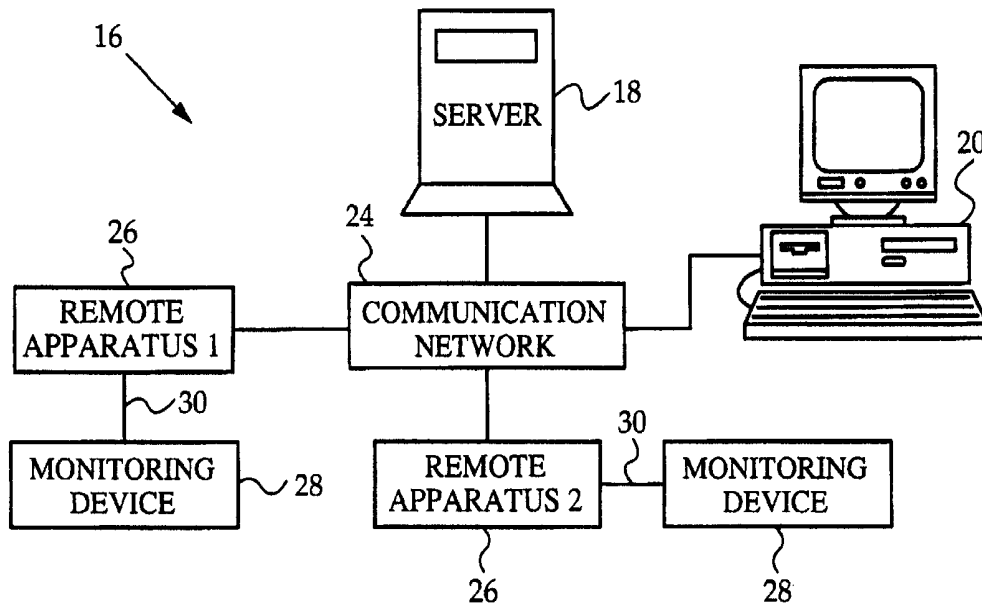 16
SERVER
18
20
24
26
REMOTE
APPARATUS 1
COMMUNICATION
NETWORK
30
MONITORING
DEVICE
28
REMOTE
APPARATUS 2
30
MONITORING
DEVICE
26
28